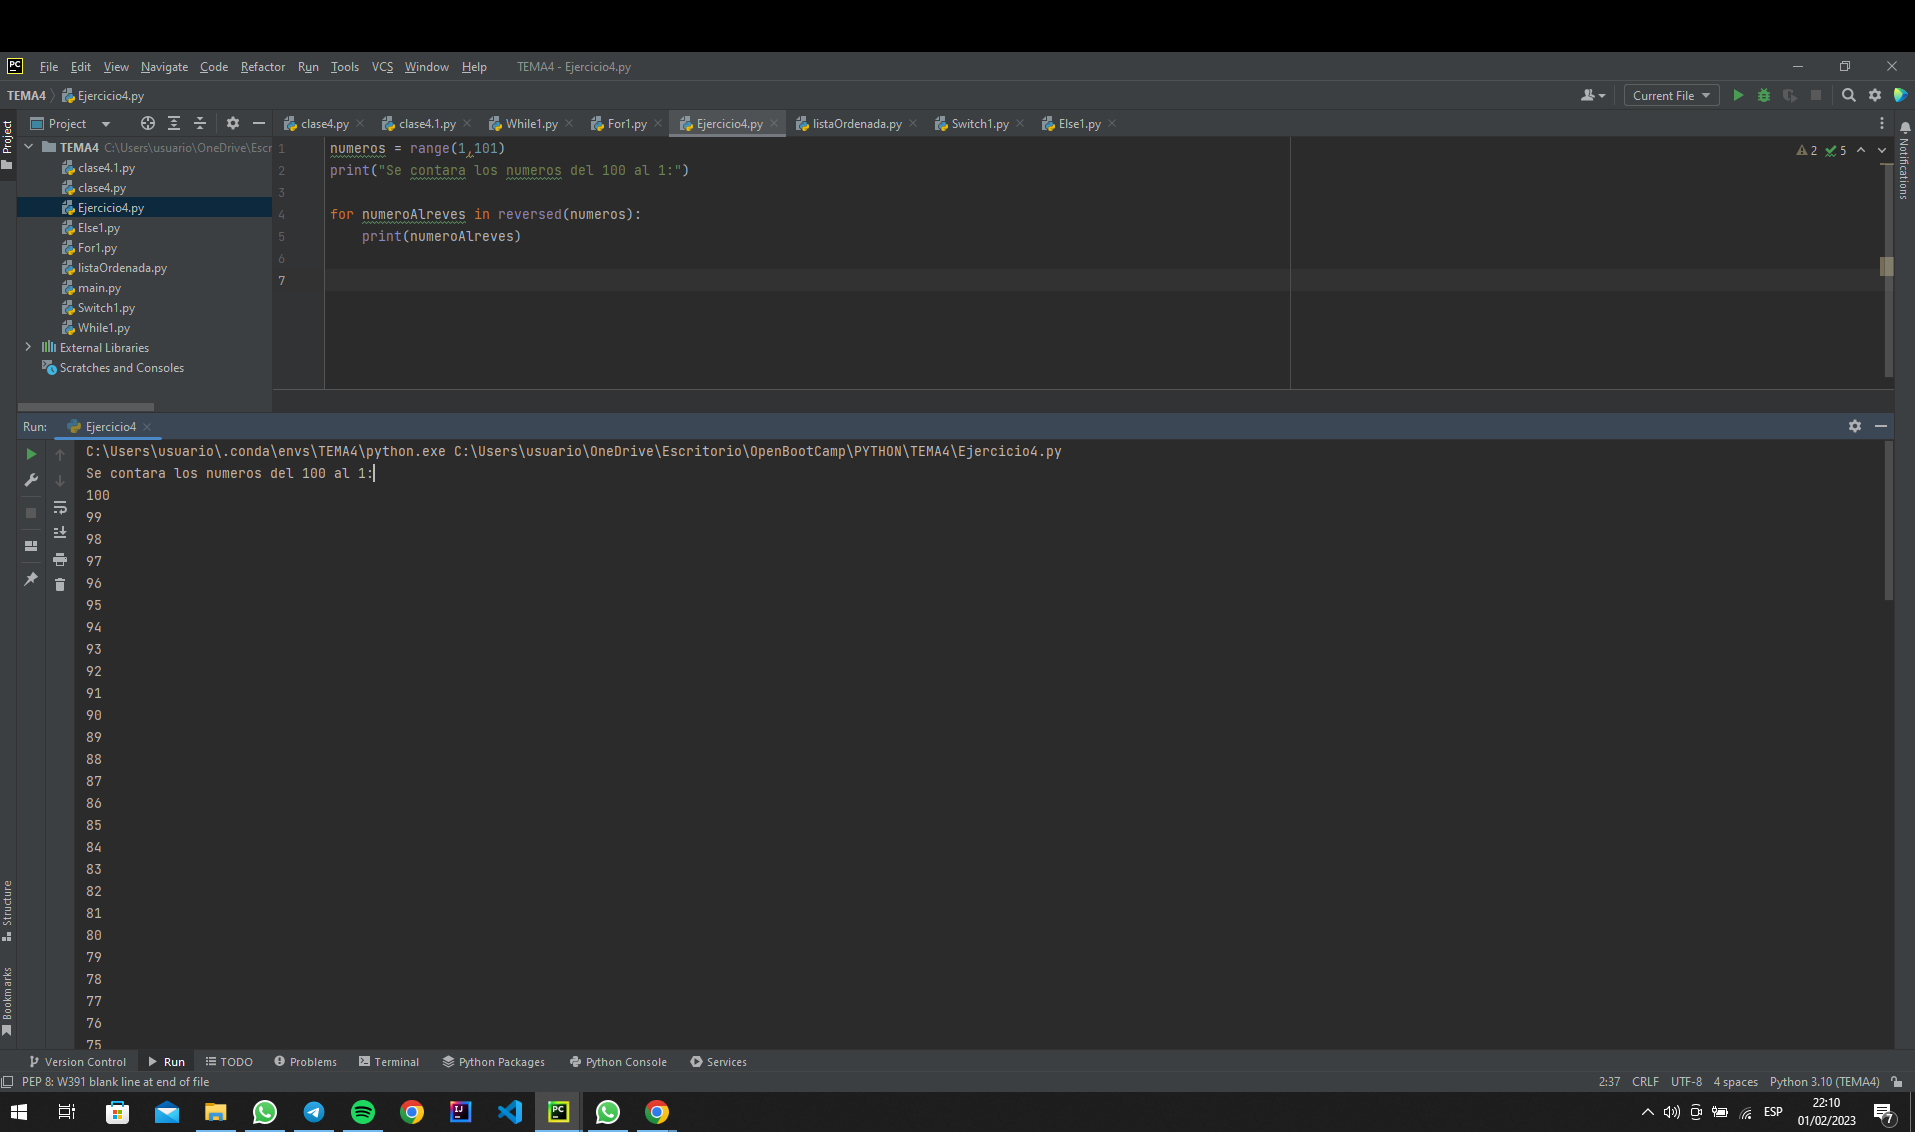 PC File Edit View Navigate Code Refactor Run Tools VCS Window Help TEMA4 - Ejercicio4.py
TEMA4 Ejercicio4.py Current File
Project clase4.py clase4.1.py While1.py For1.py Ejercicio4.py listaOrdenada.py Switch1.py Else1.py
Project
Notifications
TEMA4 C:\Users\usuario\OneDrive\Escr
clase4.1.py
clase4.py
Ejercicio4.py
Else1.py
For1.py
listaOrdenada.py
main.py
Switch1.py
While1.py
External Libraries
Scratches and Consoles
1 numeros = range(1,101)
2 5
2 print("Se contara los numeros del 100 al 1:")
3
4 for numeroAlreves in reversed(numeros):
5 print(numeroAlreves)
6
7
Run: Ejercicio4
C:\Users\usuario\.conda\envs\TEMA4\python.exe C:\Users\usuario\OneDrive\Escritorio\OpenBootCamp\PYTHON\TEMA4\Ejercicio4.py
Se contara los numeros del 100 al 1:
100
99
98
97
96
95
94
93
92
91
90
89
88
87
86
85
84
83
82
81
80
79
78
77
76
75
Structure
Bookmarks
Version Control Run TODO Problems Terminal Python Packages Python Console Services
PEP 8: W391 blank line at end of file 2:37 CRLF UTF-8 4 spaces Python 3.10 (TEMA4)
IJ PC ESP 22:10
01/02/2023 7